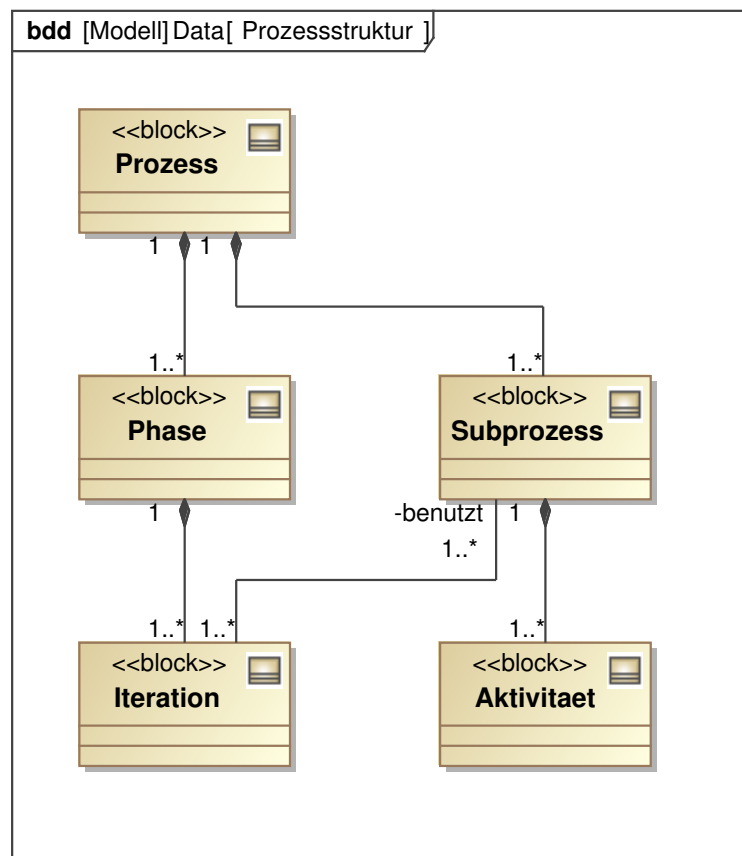 bdd [Modell] Data[ Prozessstruktur ]
<<block>>
Prozess
1 1
1..* 1..*
<<block>>
Phase
<<block>>
Subprozess
1 -benutzt 1
1..*
1..* 1..* 1..*
<<block>>
Iteration
<<block>>
Aktivitaet